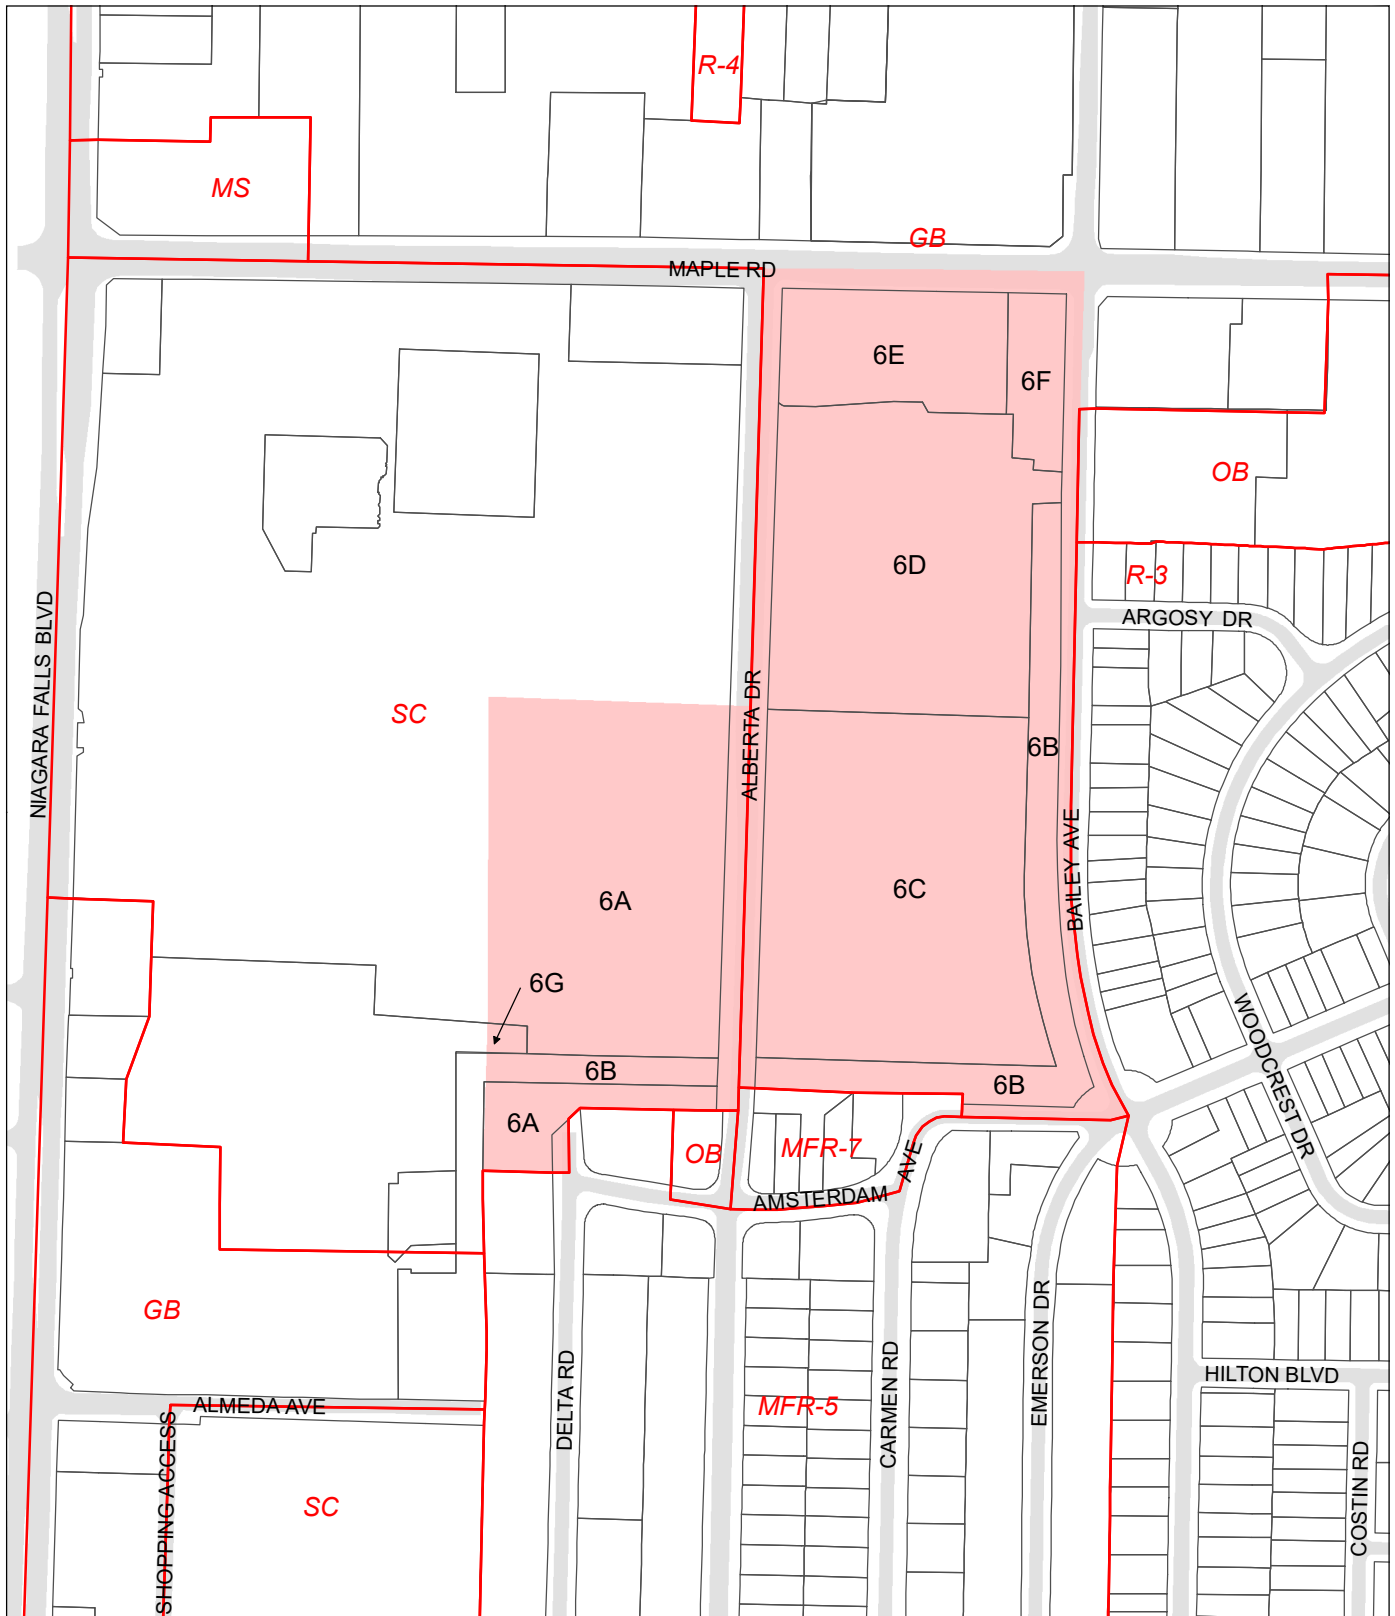 R-4
MS
GB
MAPLE RD
6E
6F
OB
6D
R-3
ARGOSY DR
NIAGARA FALLS BLVD
SC
ALBERTA DR
6B
BAILEY AVE
6A
6C
6G
WOODCREST DR
6B
6B
6A
OB
MFR-7
AMSTERDAM AVE
GB
EMERSON DR
HILTON BLVD
DELTA RD
CARMEN RD
MFR-5
ALMEDA AVE
SHOPPING ACCESS
SC
COSTIN RD